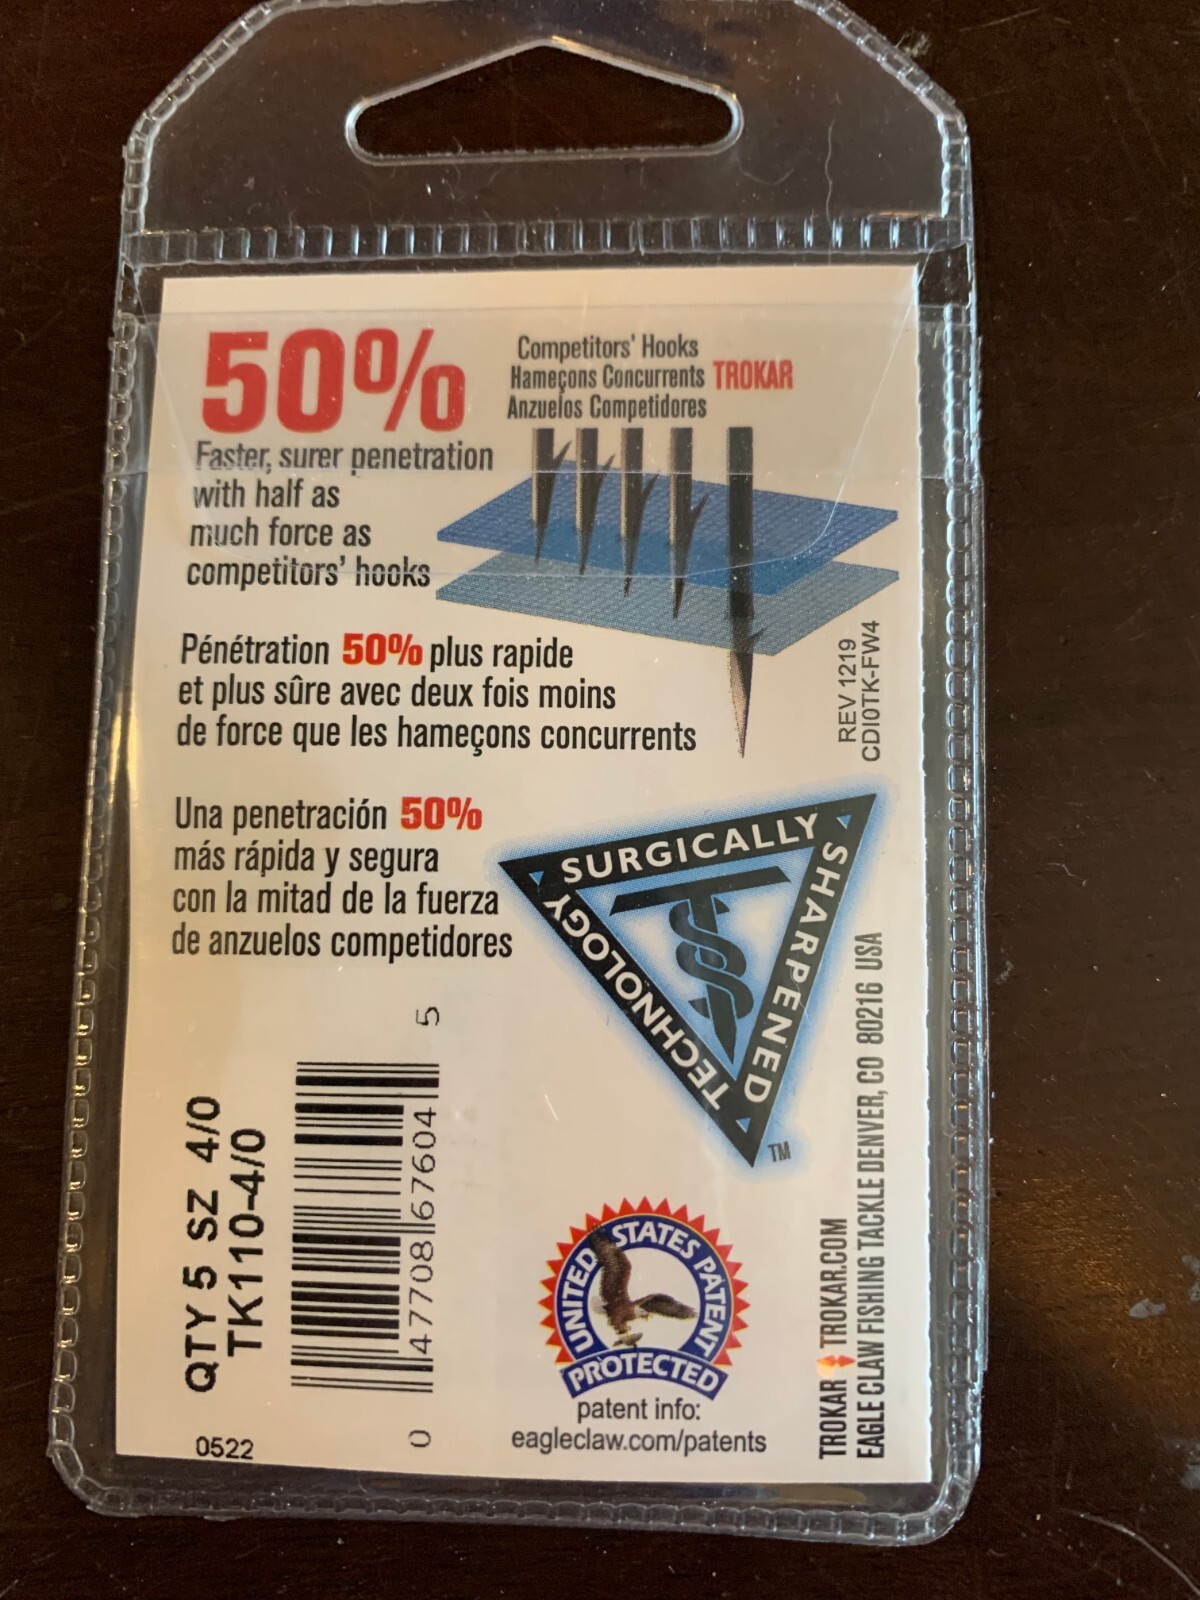 50%
Faster, surer penetration
with half as
much force as
competitors' hooks
Competitors' Hooks
Hameçons Concurrents TROKAR
Anzuelos Competidores
Pénétration 50% plus rapide
et plus sûre avec deux fois moins
de force que les hameçons concurrents
REV 1219
CDI0TK-FW4
Una penetración 50%
más rápida y segura
con la mitad de la fuerza
de anzuelos competidores
SURGICALLY
SHARPENED
TECHNOLOGY
TM
QTY 5 SZ 4/0
TK110-4/0
0 47708 67604 5
0522
UNITED STATES PATENT
PROTECTED
patent info:
eagleclaw.com/patents
TROKAR TROKAR.COM
EAGLE CLAW FISHING TACKLE DENVER, CO 80216 USA